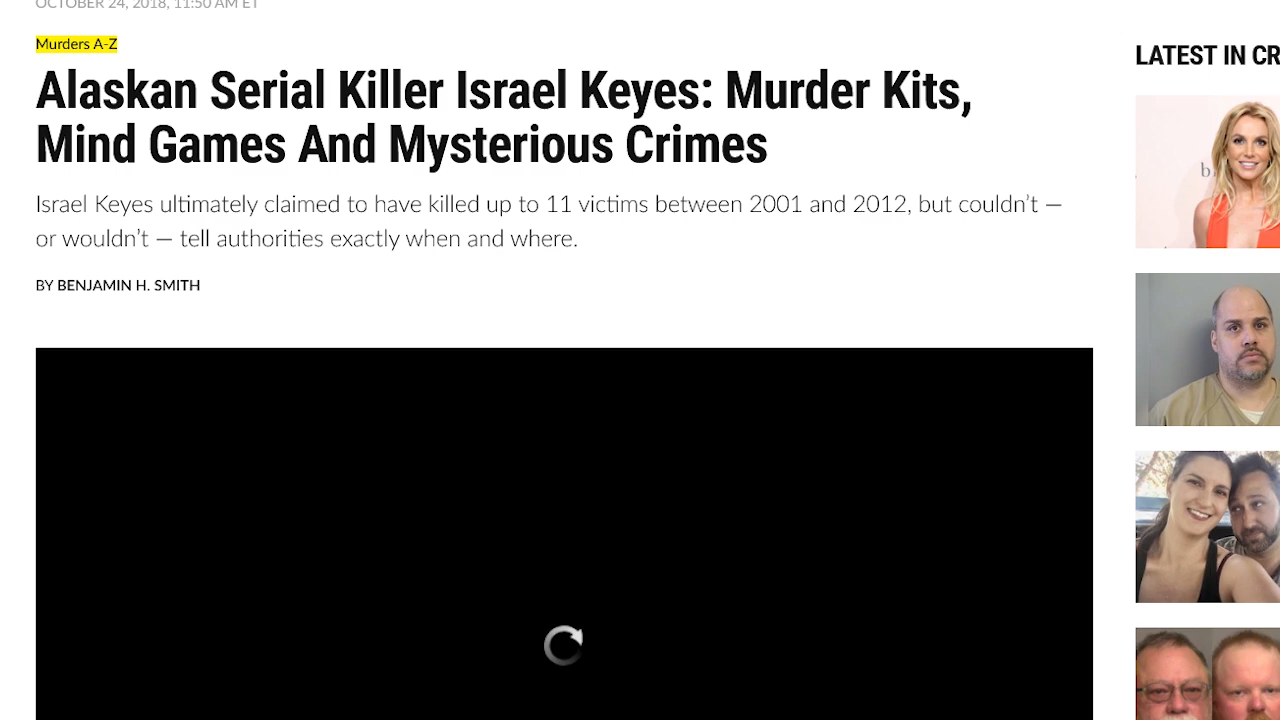 OCTOBER 24, 2018, 11:50 AM ET
Murders A-Z
Alaskan Serial Killer Israel Keyes: Murder Kits,
Mind Games And Mysterious Crimes
Israel Keyes ultimately claimed to have killed up to 11 victims between 2001 and 2012, but couldn’t —
or wouldn’t — tell authorities exactly when and where.
BY BENJAMIN H. SMITH
LATEST IN CR
b